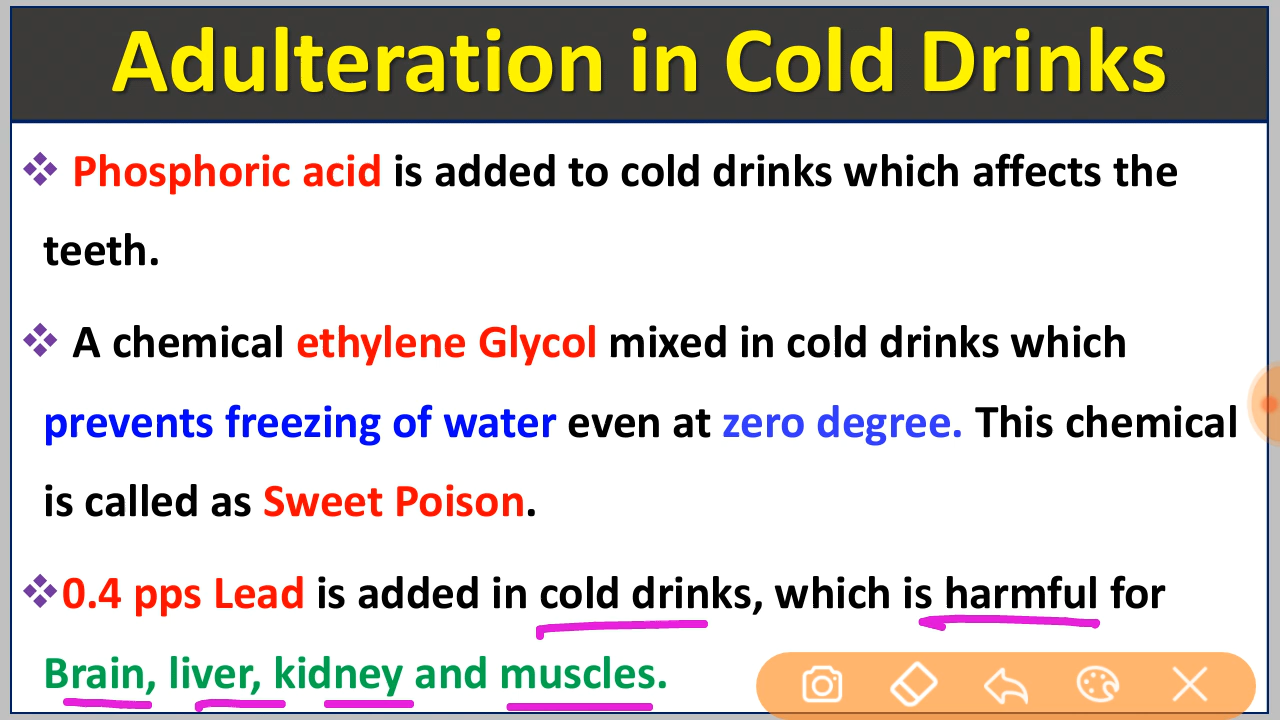 Adulteration in Cold Drinks
Phosphoric acid is added to cold drinks which affects the
teeth.
A chemical ethylene Glycol mixed in cold drinks which
prevents freezing of water even at zero degree. This chemical
is called as Sweet Poison.
0.4 pps Lead is added in cold drinks, which is harmful for
Brain, liver, kidney and muscles.